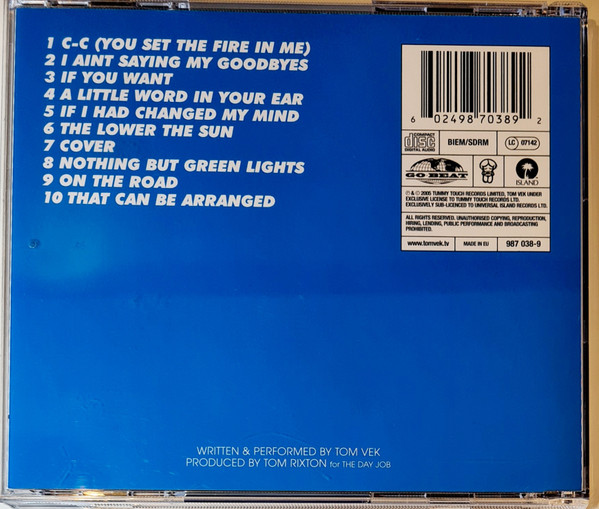 1 C-C (YOU SET THE FIRE IN ME)
2 I AINT SAYING MY GOODBYES
3 IF YOU WANT
4 A LITTLE WORD IN YOUR EAR
5 IF I HAD CHANGED MY MIND
6 THE LOWER THE SUN
7 COVER
8 NOTHING BUT GREEN LIGHTS
9 ON THE ROAD
10 THAT CAN BE ARRANGED
6 02498 70389 2
COMPACT disc DIGITAL AUDIO
BIEM/SDRM
LC 07142
GO BEAT
ISLAND
℗ & © 2005 TUMMY TOUCH RECORDS LIMITED, TOM VEK UNDER
EXCLUSIVE LICENSE TO TUMMY TOUCH RECORDS LTD.
EXCLUSIVELY SUB-LICENCED TO UNIVERSAL ISLAND RECORDS LTD.
ALL RIGHTS RESERVED. UNAUTHORISED COPYING, REPRODUCTION,
HIRING, LENDING, PUBLIC PERFORMANCE AND BROADCASTING
PROHIBITED.
www.tomvek.tv
MADE IN EU
987 038-9
WRITTEN & PERFORMED BY TOM VEK
PRODUCED BY TOM RIXTON for THE DAY JOB